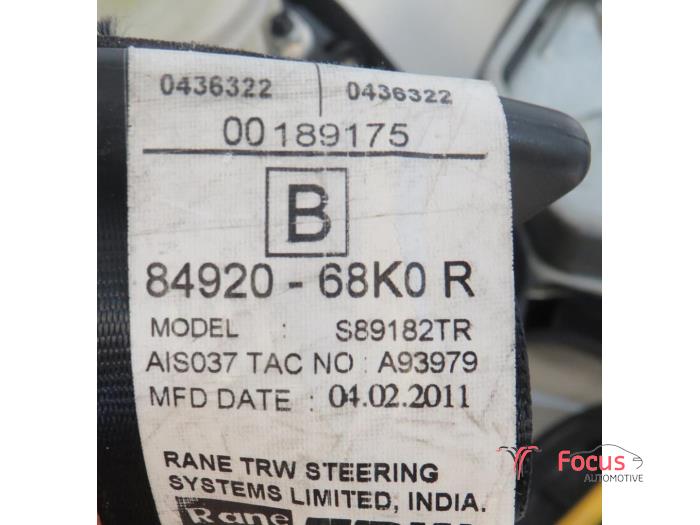 0436322 0436322
00189175
B
84920 - 68K0 R
MODEL : S89182TR
AIS037 TAC NO : A93979
MFD DATE : 04.02.2011
RANE TRW STEERING
SYSTEMS LIMITED, INDIA.
Rane
Focus
AUTOMOTIVE